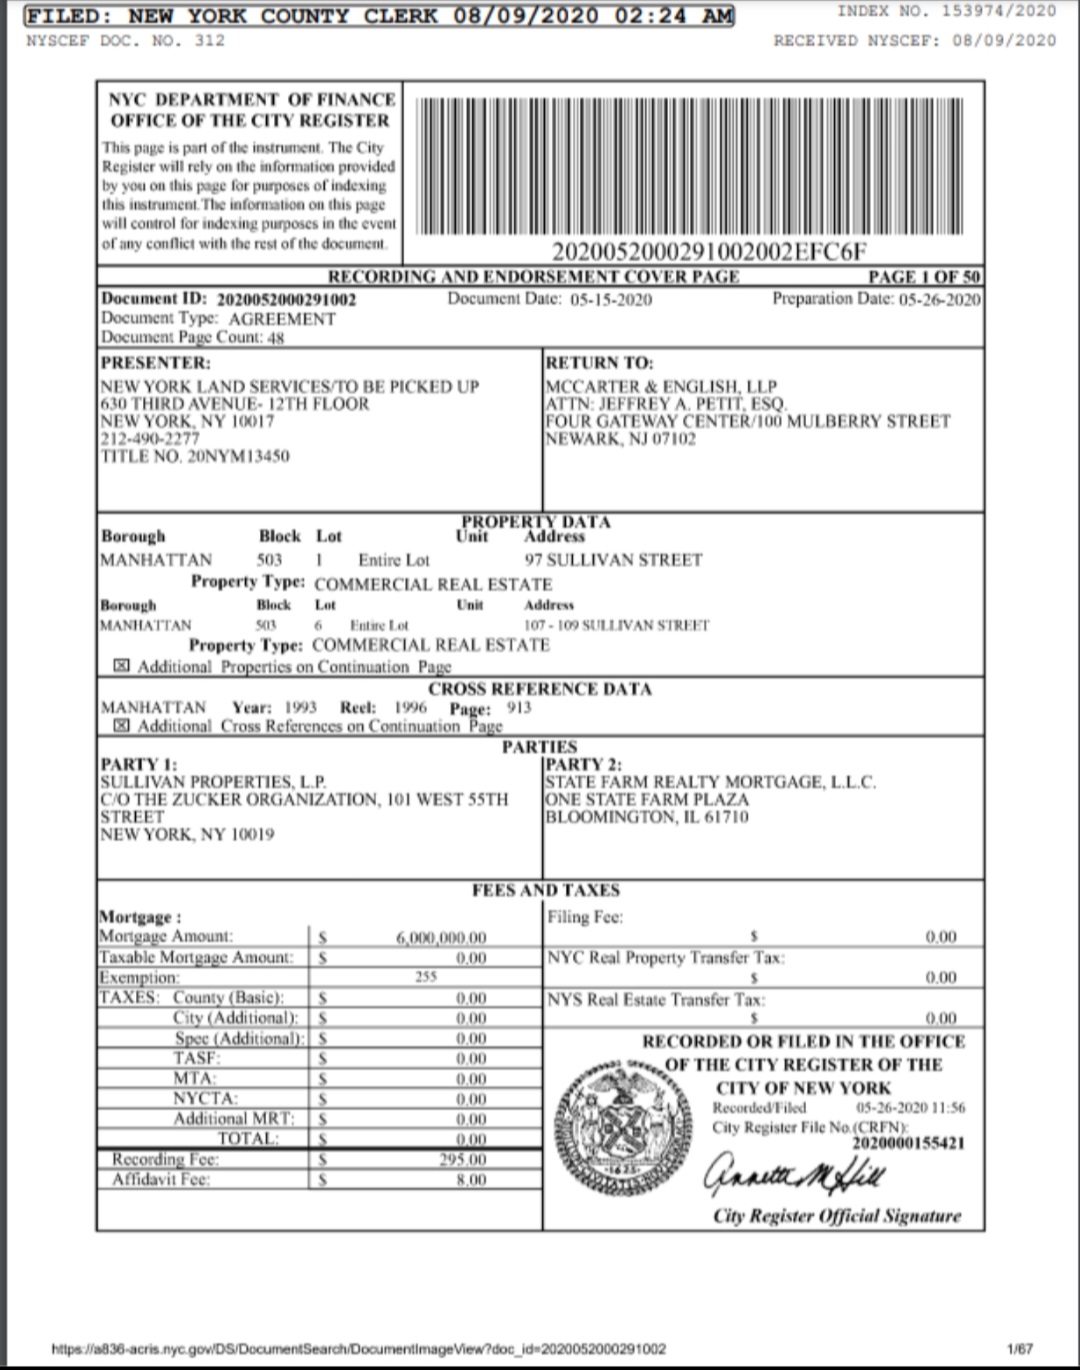 FILED: NEW YORK COUNTY CLERK 08/09/2020 02:24 AM
INDEX NO. 153974/2020
NYSCEF DOC. NO. 312
RECEIVED NYSCEF: 08/09/2020
NYC DEPARTMENT OF FINANCE
OFFICE OF THE CITY REGISTER
This page is part of the instrument. The City
Register will rely on the information provided
by you on this page for purposes of indexing
this instrument.The information on this page
will control for indexing purposes in the event
of any conflict with the rest of the document.
2020052000291002002EFC6F
RECORDING AND ENDORSEMENT COVER PAGE PAGE 1 OF 50
Document ID: 2020052000291002 Document Date: 05-15-2020 Preparation Date: 05-26-2020
Document Type: AGREEMENT
Document Page Count: 48
PRESENTER:
NEW YORK LAND SERVICES/TO BE PICKED UP
630 THIRD AVENUE- 12TH FLOOR
NEW YORK, NY 10017
212-490-2277
TITLE NO. 20NYM13450
RETURN TO:
MCCARTER & ENGLISH, LLP
ATTN: JEFFREY A. PETIT, ESQ.
FOUR GATEWAY CENTER/100 MULBERRY STREET
NEWARK, NJ 07102
PROPERTY DATA
Borough Block Lot Unit Address
MANHATTAN 503 1 Entire Lot 97 SULLIVAN STREET
Property Type: COMMERCIAL REAL ESTATE
Borough Block Lot Unit Address
MANHATTAN 503 6 Entire Lot 107 - 109 SULLIVAN STREET
Property Type: COMMERCIAL REAL ESTATE
☒ Additional Properties on Continuation Page
CROSS REFERENCE DATA
MANHATTAN Year: 1993 Reel: 1996 Page: 913
☒ Additional Cross References on Continuation Page
PARTIES
PARTY 1:
SULLIVAN PROPERTIES, L.P.
C/O THE ZUCKER ORGANIZATION, 101 WEST 55TH
STREET
NEW YORK, NY 10019
PARTY 2:
STATE FARM REALTY MORTGAGE, L.L.C.
ONE STATE FARM PLAZA
BLOOMINGTON, IL 61710
FEES AND TAXES
Mortgage :
Mortgage Amount: $ 6,000,000.00
Taxable Mortgage Amount: $ 0.00
Exemption: 255
TAXES: County (Basic): $ 0.00
City (Additional): $ 0.00
Spec (Additional): $ 0.00
TASF: $ 0.00
MTA: $ 0.00
NYCTA: $ 0.00
Additional MRT: $ 0.00
TOTAL: $ 0.00
Recording Fee: $ 295.00
Affidavit Fee: $ 8.00
Filing Fee:
$ 0.00
NYC Real Property Transfer Tax:
$ 0.00
NYS Real Estate Transfer Tax:
$ 0.00
RECORDED OR FILED IN THE OFFICE
OF THE CITY REGISTER OF THE
CITY OF NEW YORK
Recorded/Filed 05-26-2020 11:56
City Register File No.(CRFN):
2020000155421
Annette M Hill
City Register Official Signature
·1625·
https://a836-acris.nyc.gov/DS/DocumentSearch/DocumentImageView?doc_id=2020052000291002
1/67